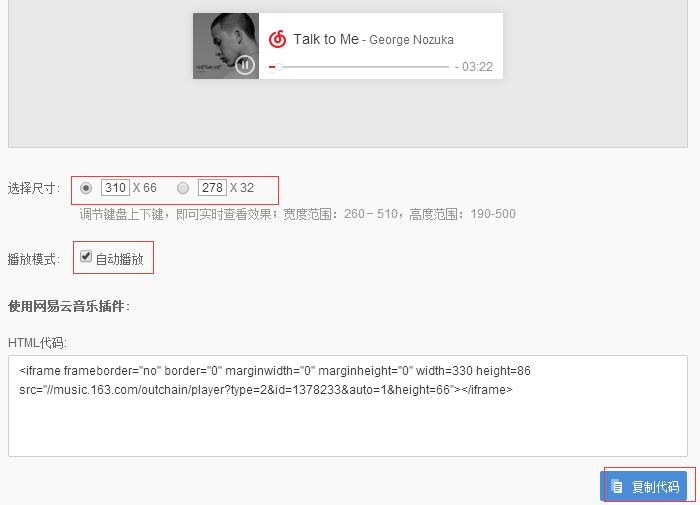 Talk to Me - George Nozuka
- 03:22
选择尺寸： 310 X 66 278 X 32
调节键盘上下键，即可实时查看效果；宽度范围：260 – 510，高度范围：190-500
播放模式： 自动播放
使用网易云音乐插件：
HTML代码:
<iframe frameborder="no" border="0" marginwidth="0" marginheight="0" width=330 height=86
src="//music.163.com/outchain/player?type=2&id=1378233&auto=1&height=66"></iframe>
复制代码